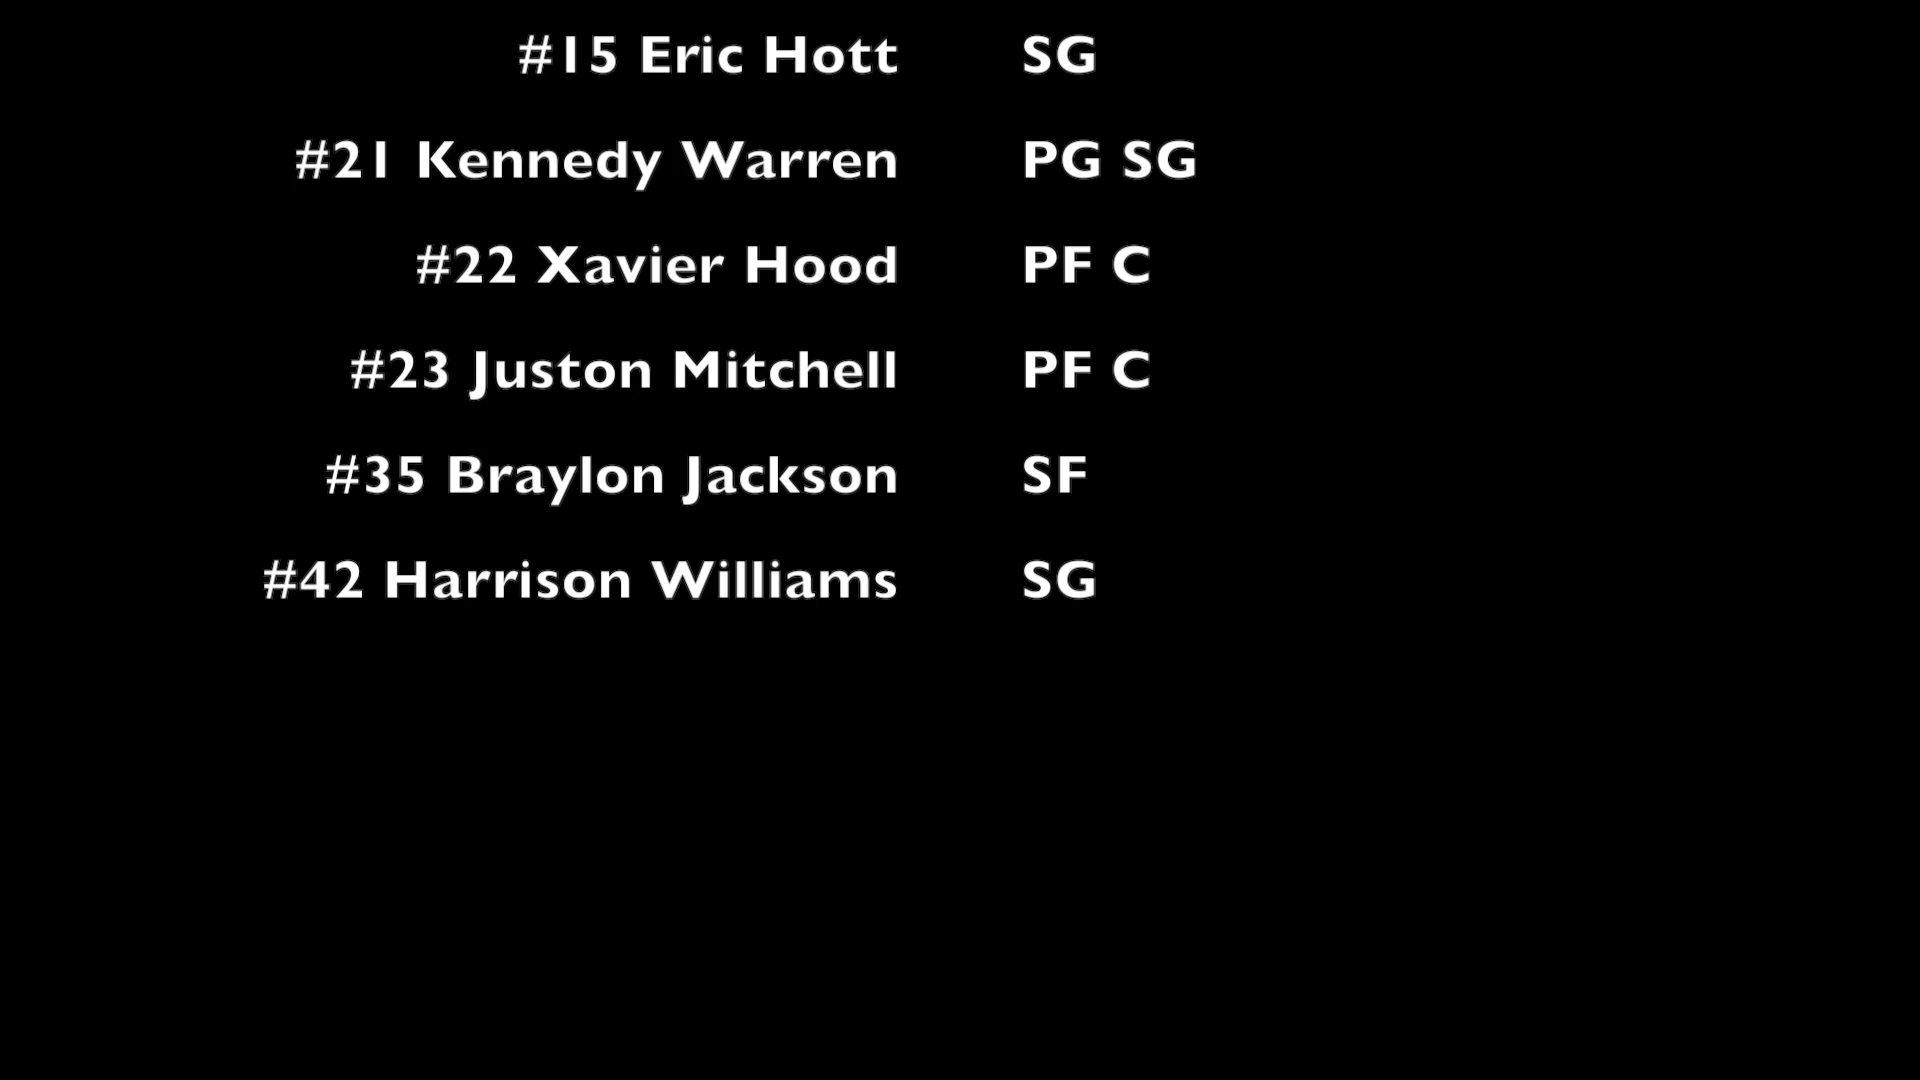 #15 Eric Hott SG
#21 Kennedy Warren PG SG
#22 Xavier Hood PF C
#23 Juston Mitchell PF C
#35 Braylon Jackson SF
#42 Harrison Williams SG